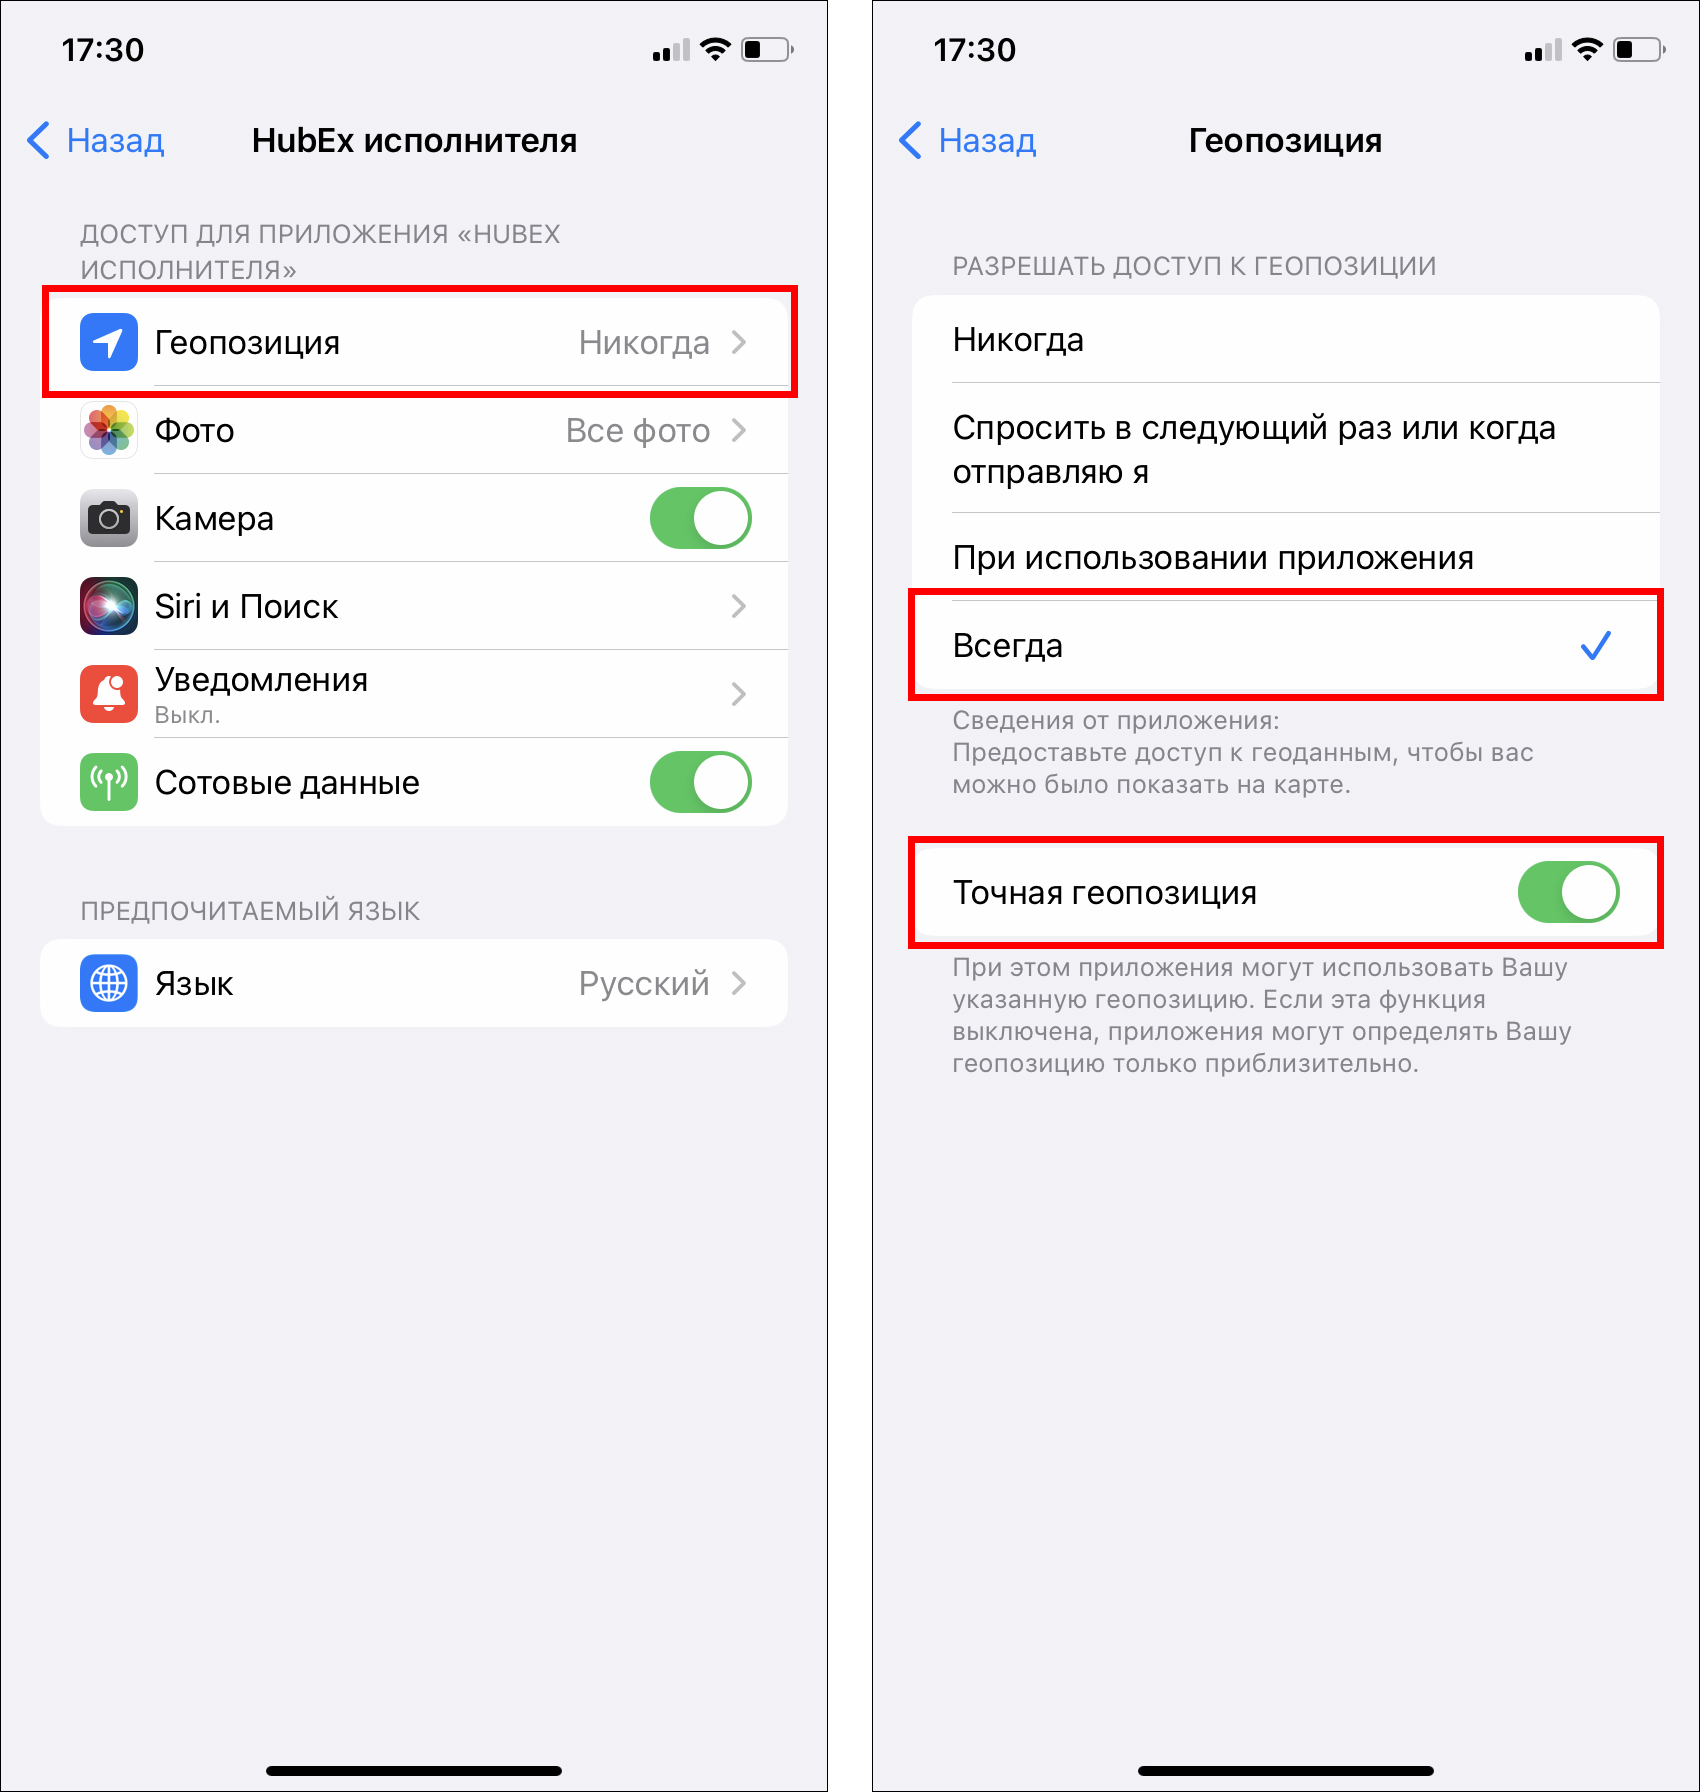 17:30
Назад
HubEx исполнителя
ДОСТУП ДЛЯ ПРИЛОЖЕНИЯ «HUBEX
ИСПОЛНИТЕЛЯ»
Геопозиция
Никогда
Фото
Все фото
Камера
Siri и Поиск
Уведомления
Выкл.
Сотовые данные
ПРЕДПОЧИТАЕМЫЙ ЯЗЫК
Язык
Русский
17:30
Назад
Геопозиция
РАЗРЕШАТЬ ДОСТУП К ГЕОПОЗИЦИИ
Никогда
Спросить в следующий раз или когда
отправляю я
При использовании приложения
Всегда
Сведения от приложения:
Предоставьте доступ к геоданным, чтобы вас
можно было показать на карте.
Точная геопозиция
При этом приложения могут использовать Вашу
указанную геопозицию. Если эта функция
выключена, приложения могут определять Вашу
геопозицию только приблизительно.